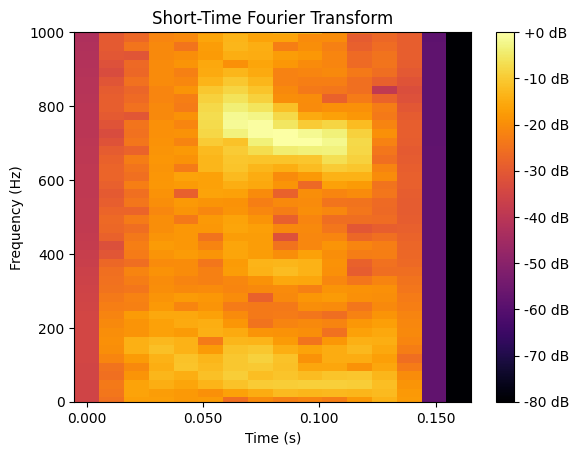 Short-Time Fourier Transform
1000
800
600
400
200
0
Frequency (Hz)
0.000
0.050
0.100
0.150
Time (s)
+0 dB
-10 dB
-20 dB
-30 dB
-40 dB
-50 dB
-60 dB
-70 dB
-80 dB